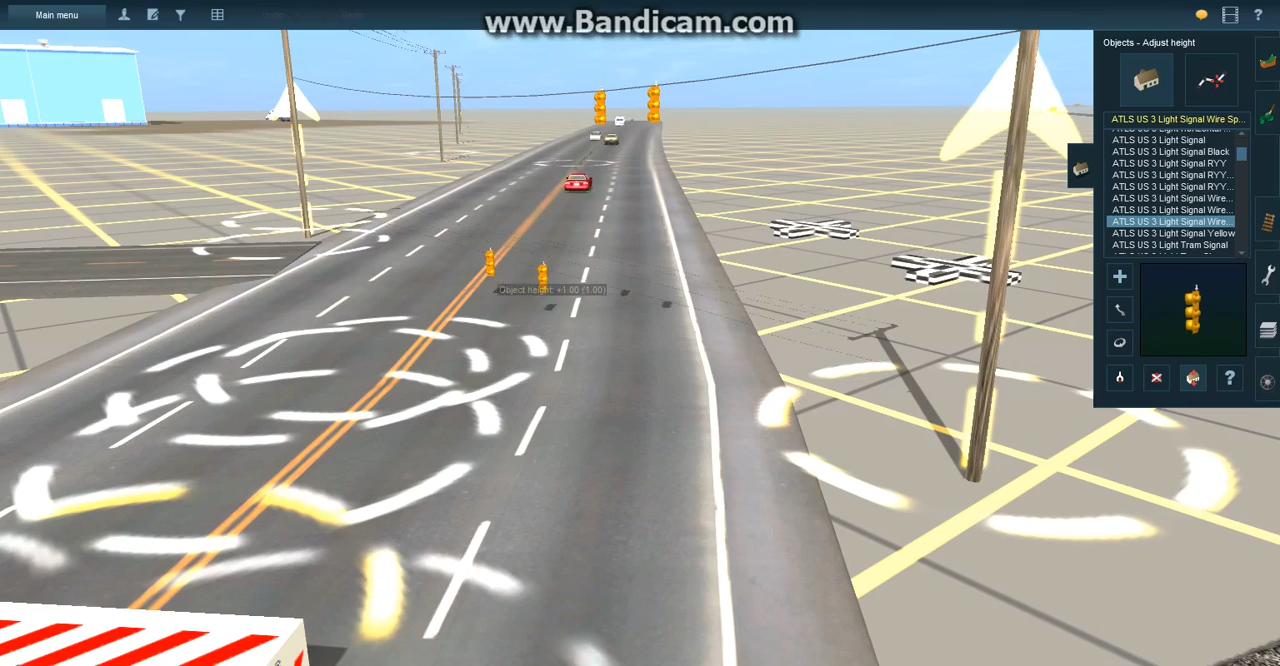 Main menu
www.Bandicam.com
Objects - Adjust height
ATLS US 3 Light Signal Wire Sp...
ATLS US 3 Light Signal
ATLS US 3 Light Signal Black
ATLS US 3 Light Signal RYY
ATLS US 3 Light Signal RYY...
ATLS US 3 Light Signal RYY...
ATLS US 3 Light Signal Wire...
ATLS US 3 Light Signal Wire...
ATLS US 3 Light Signal Wire...
ATLS US 3 Light Signal Yellow
ATLS US 3 Light Tram Signal
Object height: +1.00 (1.00)